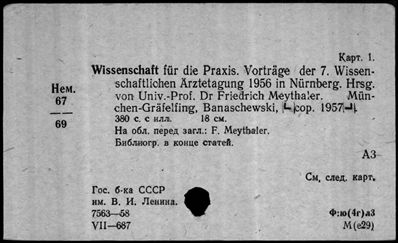 Карт. 1.
Wissenschaft für die Praxis. Vorträge der 7. Wissen-
schaftlichen Ärztetagung 1956 in Nürnberg. Hrsg.
Нем. von Univ.-Prof. Dr Friedrich Meythaler. Mün-
67 chen-Gräfelfing, Banaschewski, [cop. 1957].
69 380 с. с илл. 18 см.
На обл. перед загл.: F. Meythaler.
Библиогр. в конце статей.
АЗ
См. след. карт.
Гос. б-ка СССР
им. В. И. Ленина.
7563—58 Ф:ю(4г)лЗ
VII—687 М(е29)